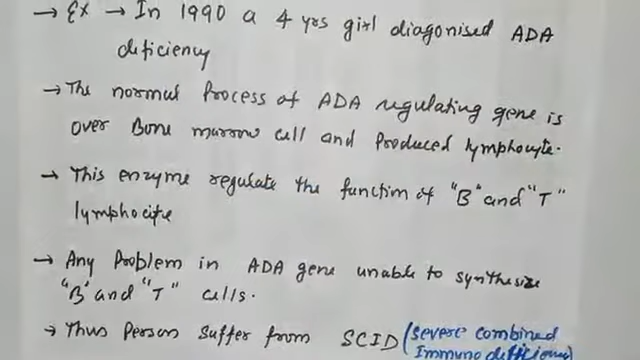 → Ex → In 1990 a 4 yrs girl diagonised ADA
deficiency
→ The normal Process of ADA regulating gene is
over Bone murrow cell and Produced lymphocyte.
→ This enzyme regulate the function of "B" and "T"
lymphocite
→ Any Problem in ADA gene unable to synthesize
"B" and "T" cells.
→ Thus Person Suffer from SCID (severe combined
Immuno deficiency